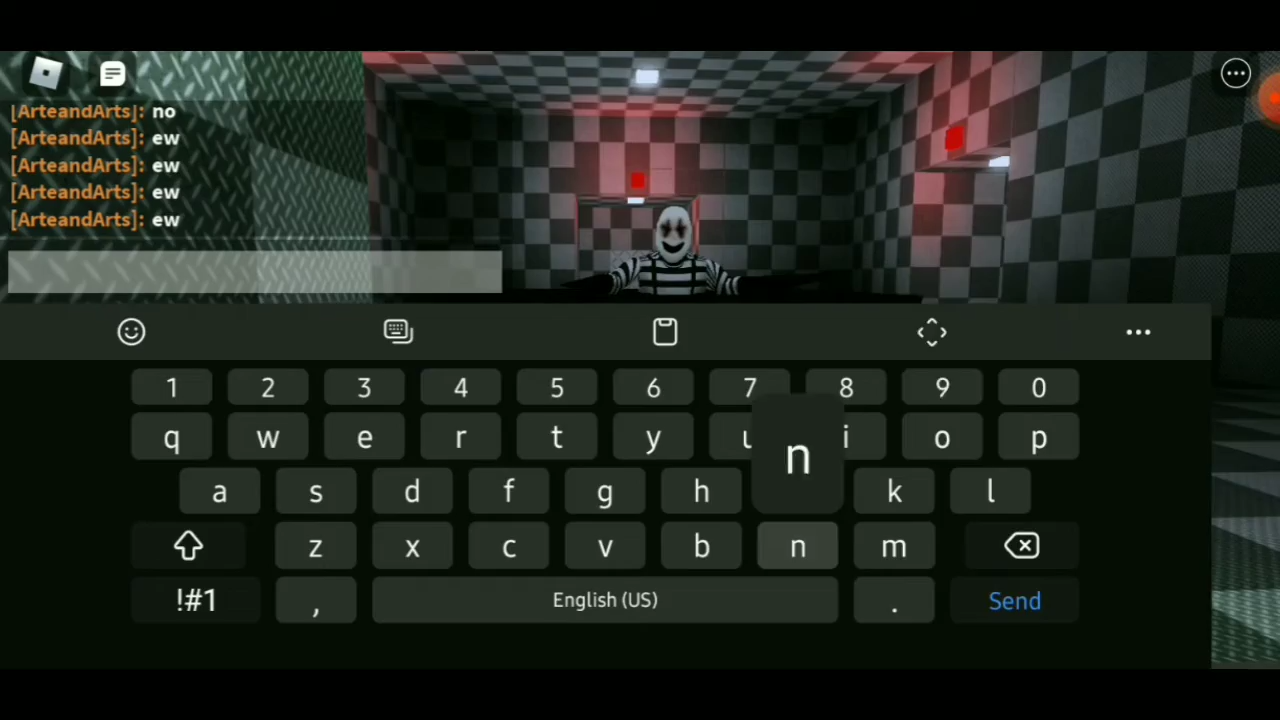 [ArteandArts]: no
[ArteandArts]: ew
[ArteandArts]: ew
[ArteandArts]: ew
[ArteandArts]: ew
1 2 3 4 5 6 7 8 9 0
q w e r t y u i o p
n
a s d f g h k l
z x c v b n m
!#1 , English (US) . Send